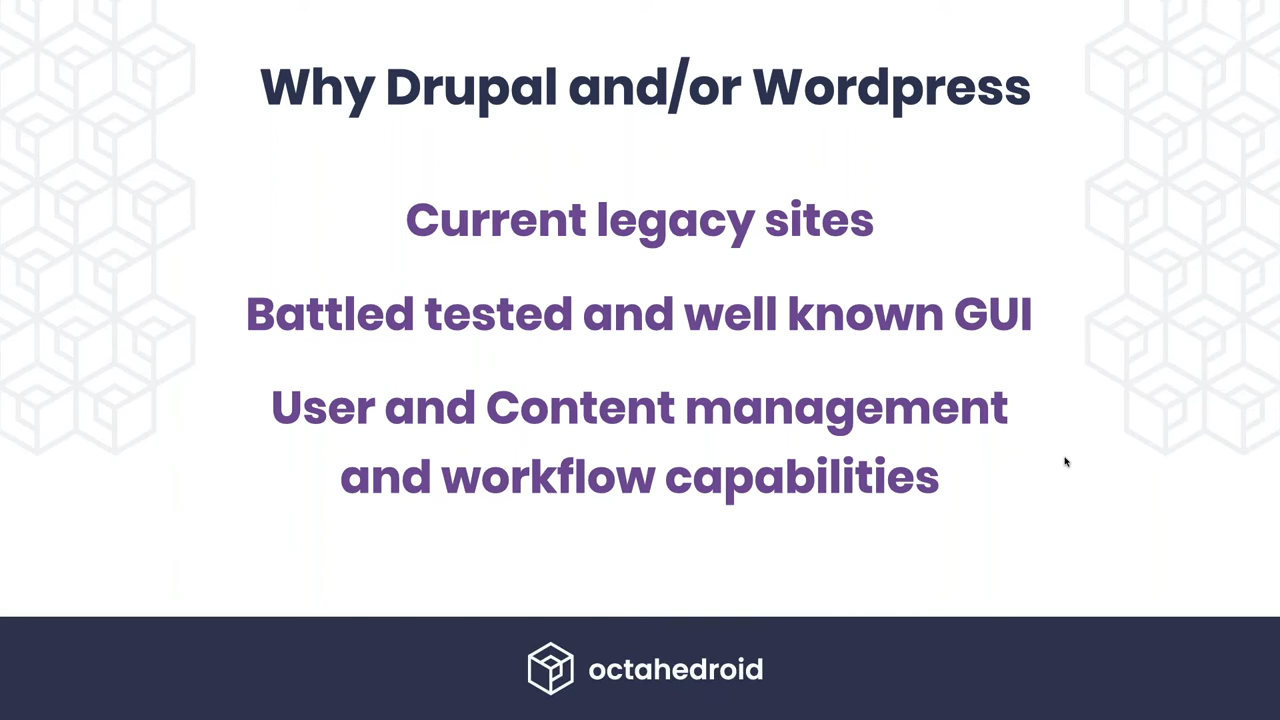 Why Drupal and/or Wordpress
Current legacy sites
Battled tested and well known GUI
User and Content management
and workflow capabilities
octahedroid